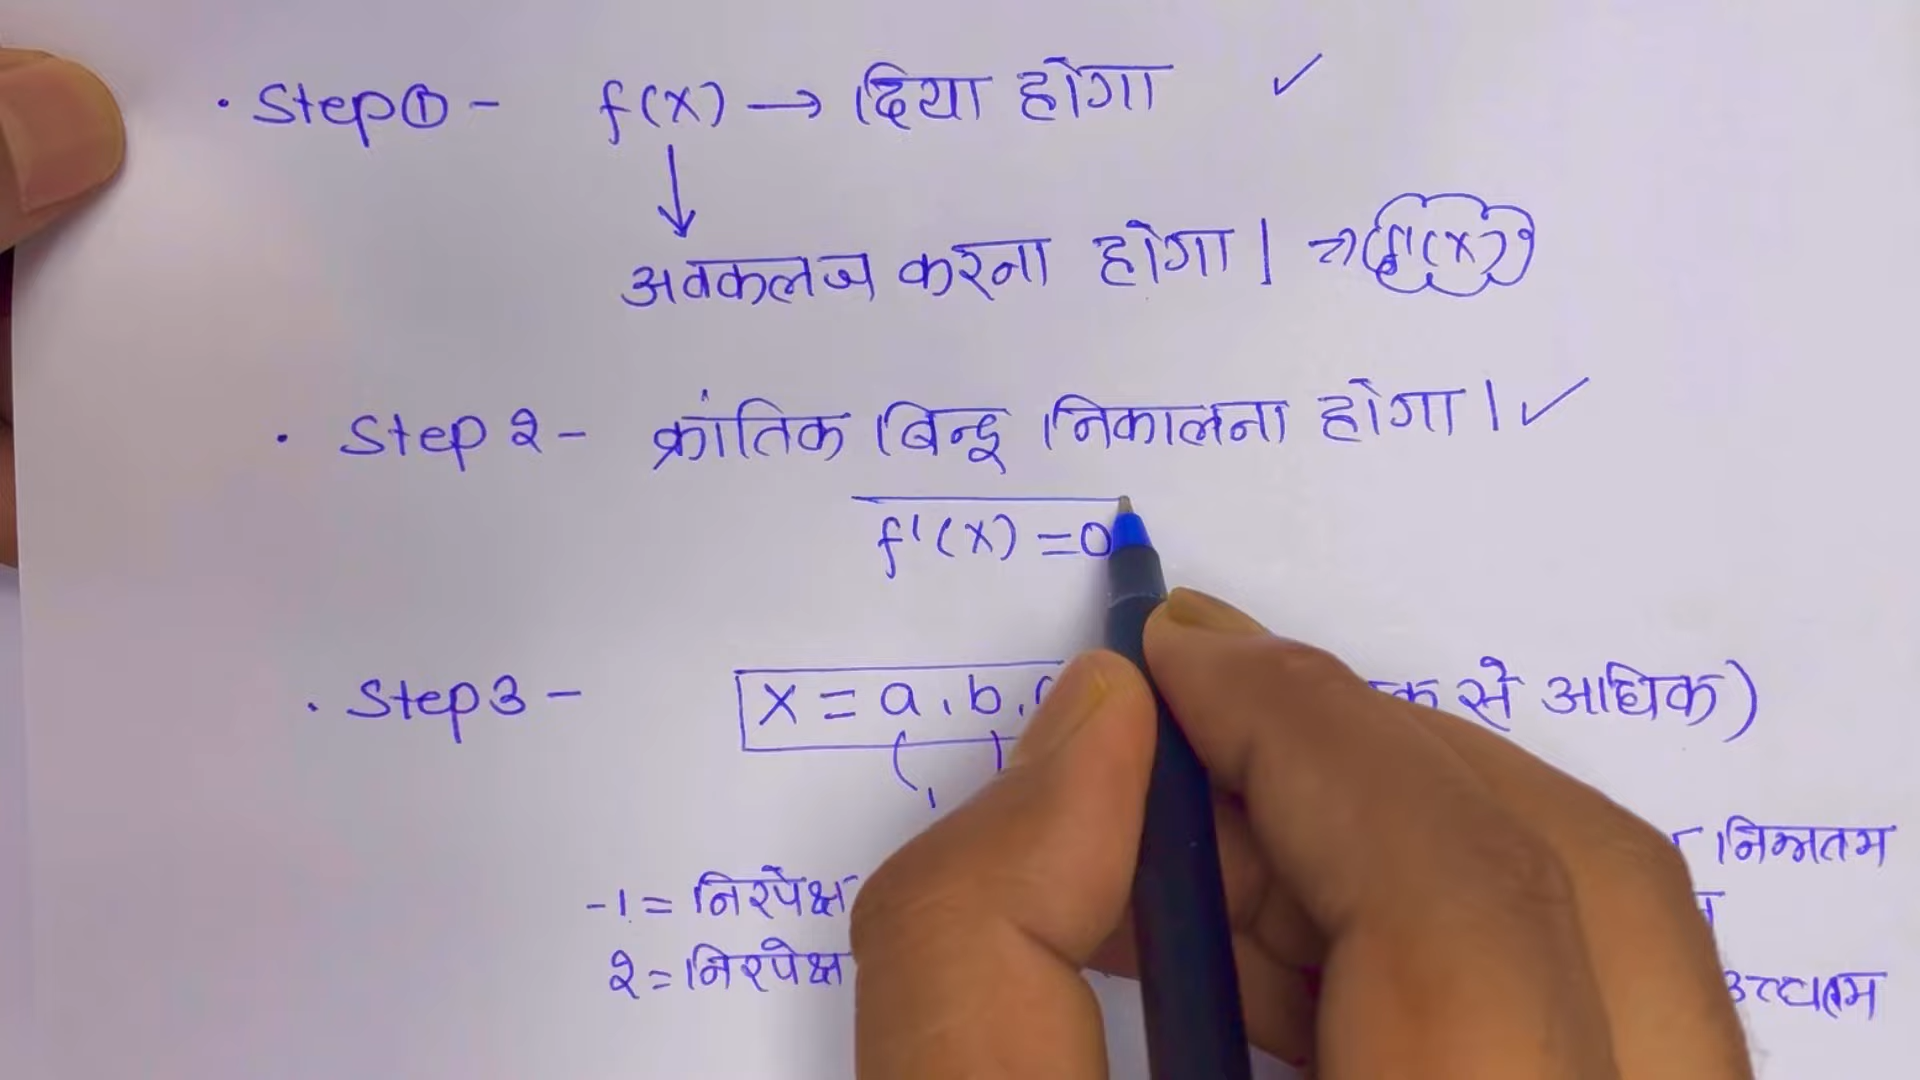 • Step① - f(x) → दिया होगा ✓
↓
अवकलज करना होगा। ⇒ f'(x)
• Step 2 - क्रांतिक बिन्दू निकालना होगा। ✓
f'(x) = 0
• Step 3 - x = a, b, से अधिक)
निम्नतम
-1 = निरपेक्ष
2 = निरपेक्ष उच्चतम